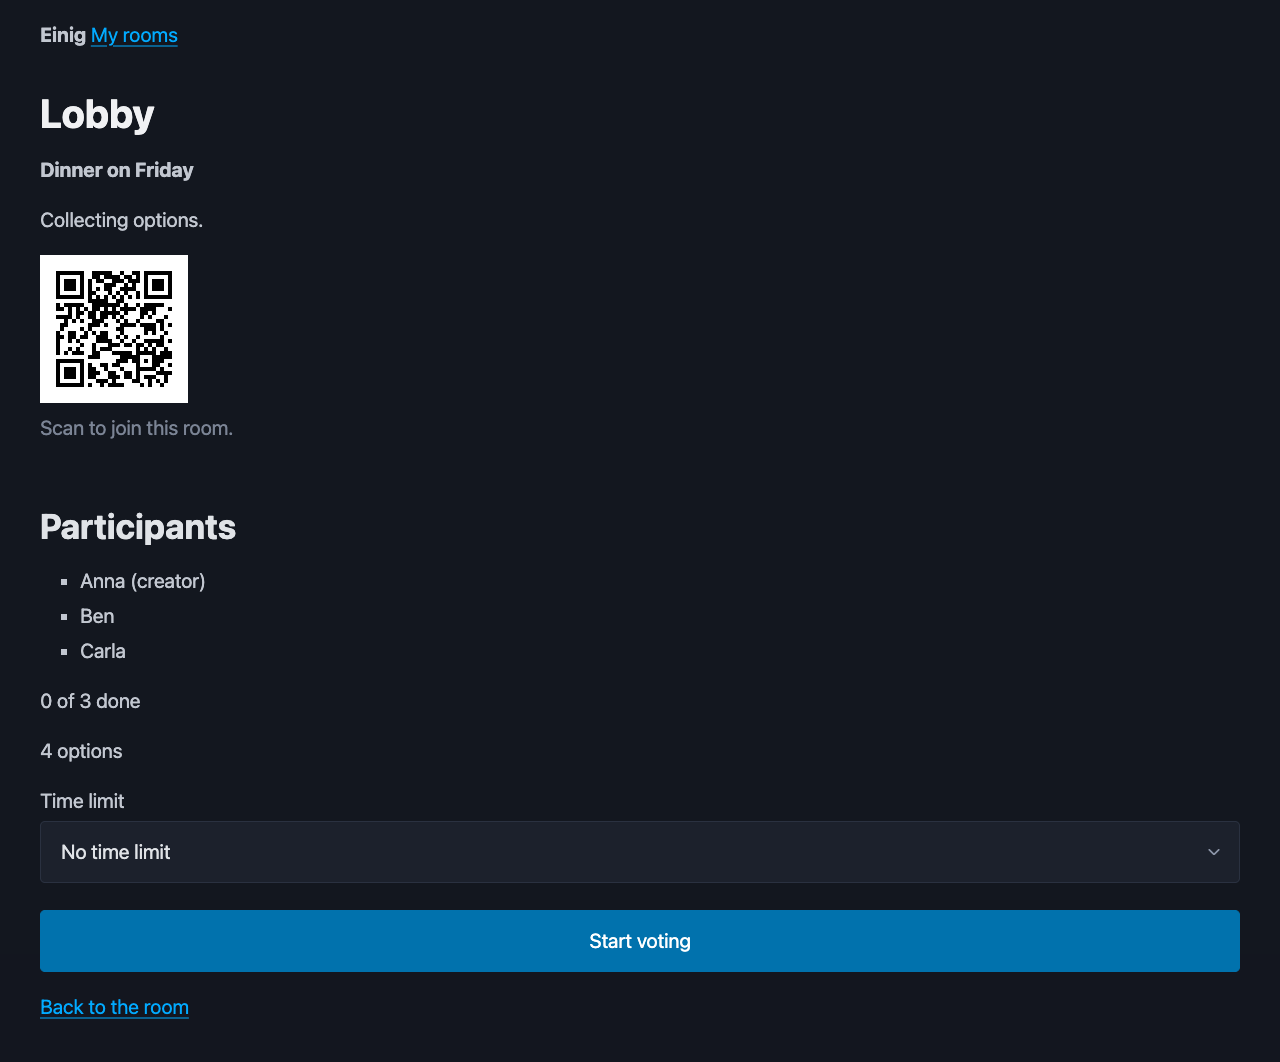 Einig My rooms
Lobby
Dinner on Friday
Collecting options.
Scan to join this room.
Participants
Anna (creator)
Ben
Carla
0 of 3 done
4 options
Time limit
No time limit
Start voting
Back to the room